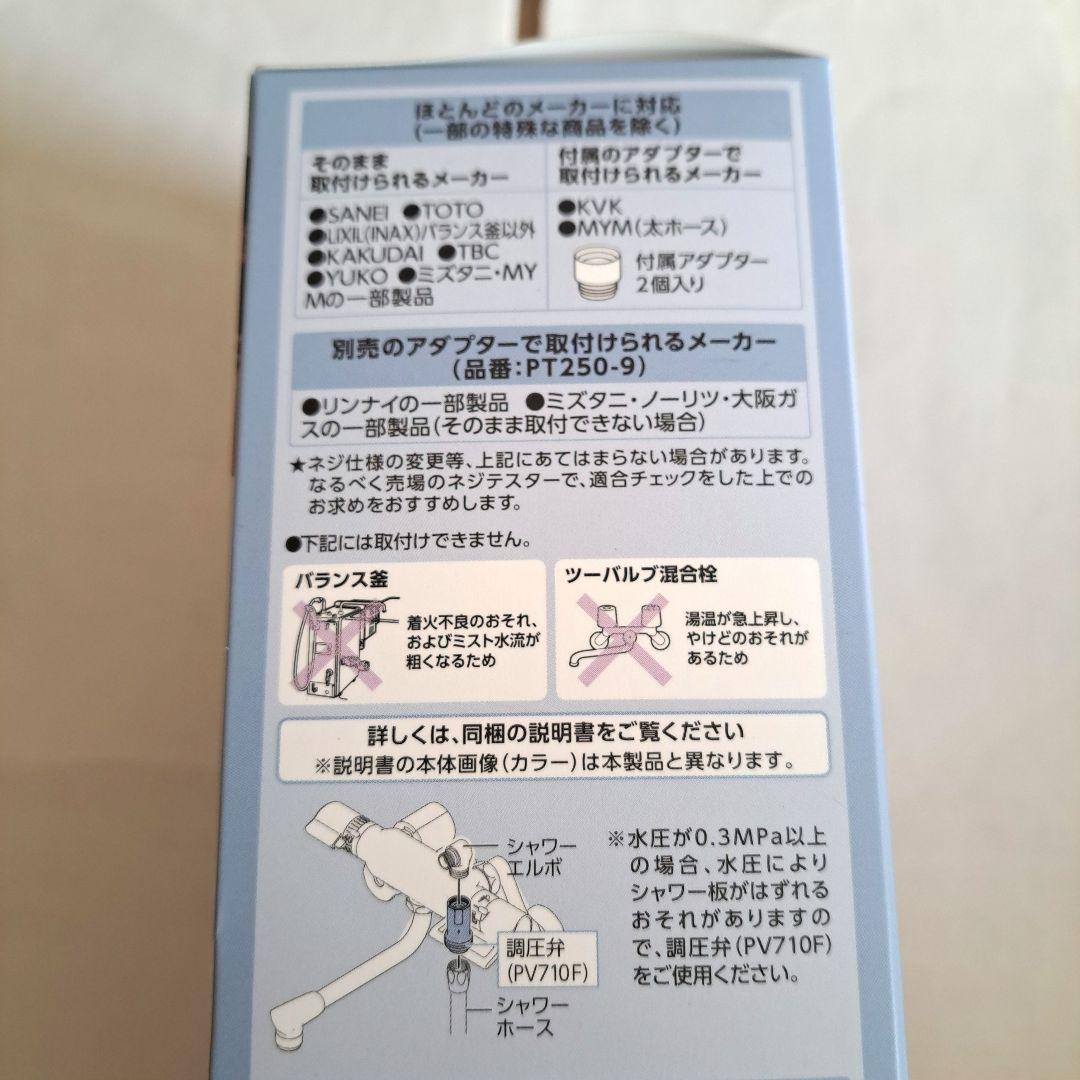 ほとんどのメーカーに対応
(一部の特殊な商品を除く)
そのまま
取付けられるメーカー
●SANEI ●TOTO
●LIXIL(INAX)バランス釜以外
●KAKUDAI ●TBC
●YUKO ●ミズタニ・MY
Mの一部製品
付属のアダプターで
取付けられるメーカー
●KVK
●MYM(太ホース)
付属アダプター
2個入り
別売のアダプターで取付けられるメーカー
(品番:PT250-9)
●リンナイの一部製品 ●ミズタニ・ノーリツ・大阪ガ
スの一部製品(そのまま取付できない場合)
★ネジ仕様の変更等、上記にあてはまらない場合があります。
なるべく売場のネジテスターで、適合チェックをした上での
お求めをおすすめします。
●下記には取付けできません。
バランス釜
着火不良のおそれ、
およびミスト水流が
粗くなるため
ツーバルブ混合栓
湯温が急上昇し、
やけどのおそれが
あるため
詳しくは、同梱の説明書をご覧ください
※説明書の本体画像(カラー)は本製品と異なります。
シャワー
エルボ
調圧弁
(PV710F)
シャワー
ホース
※水圧が0.3MPa以上
の場合、水圧により
シャワー板がはずれる
おそれがありますの
で、調圧弁(PV710F)
をご使用ください。